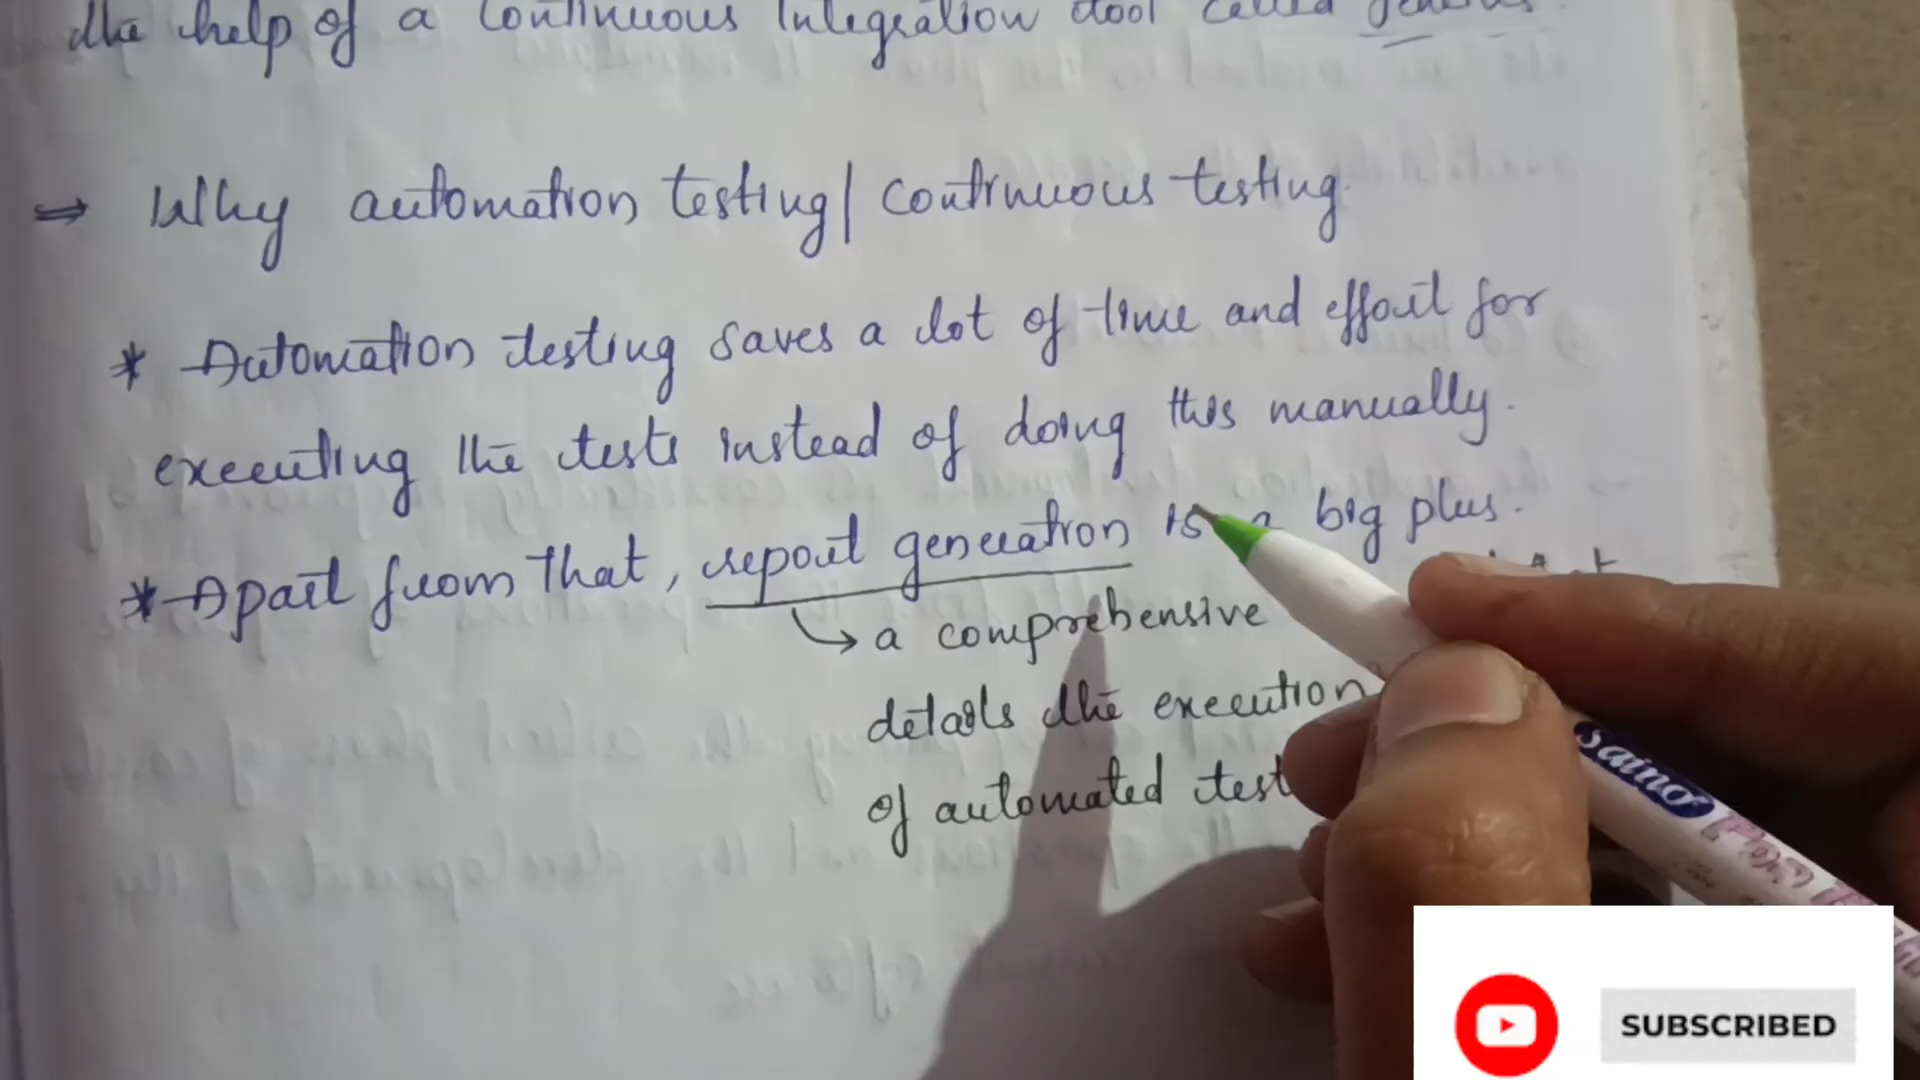 the help of a Continuous Integration tool called
⇒ Why automation testing/continuous testing.
* Automation testing saves a lot of time and effort for
executing the tests instead of doing this manually.
* Apart from that, report generation is a big plus.
↳ a comprehensive
details the execution
of automated test
saino
SUBSCRIBED